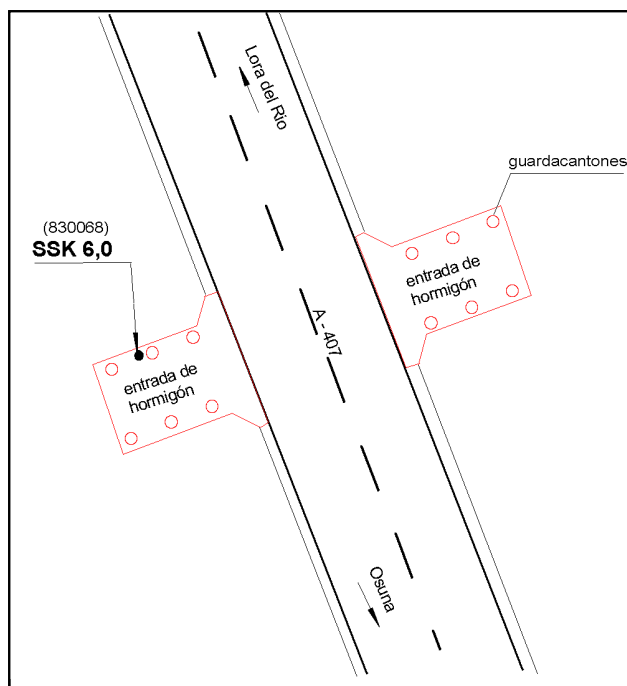 Lora del Rio
guardacantones
(830068)
SSK 6,0
entrada de
hormigón
A - 407
entrada de
hormigón
Osuna